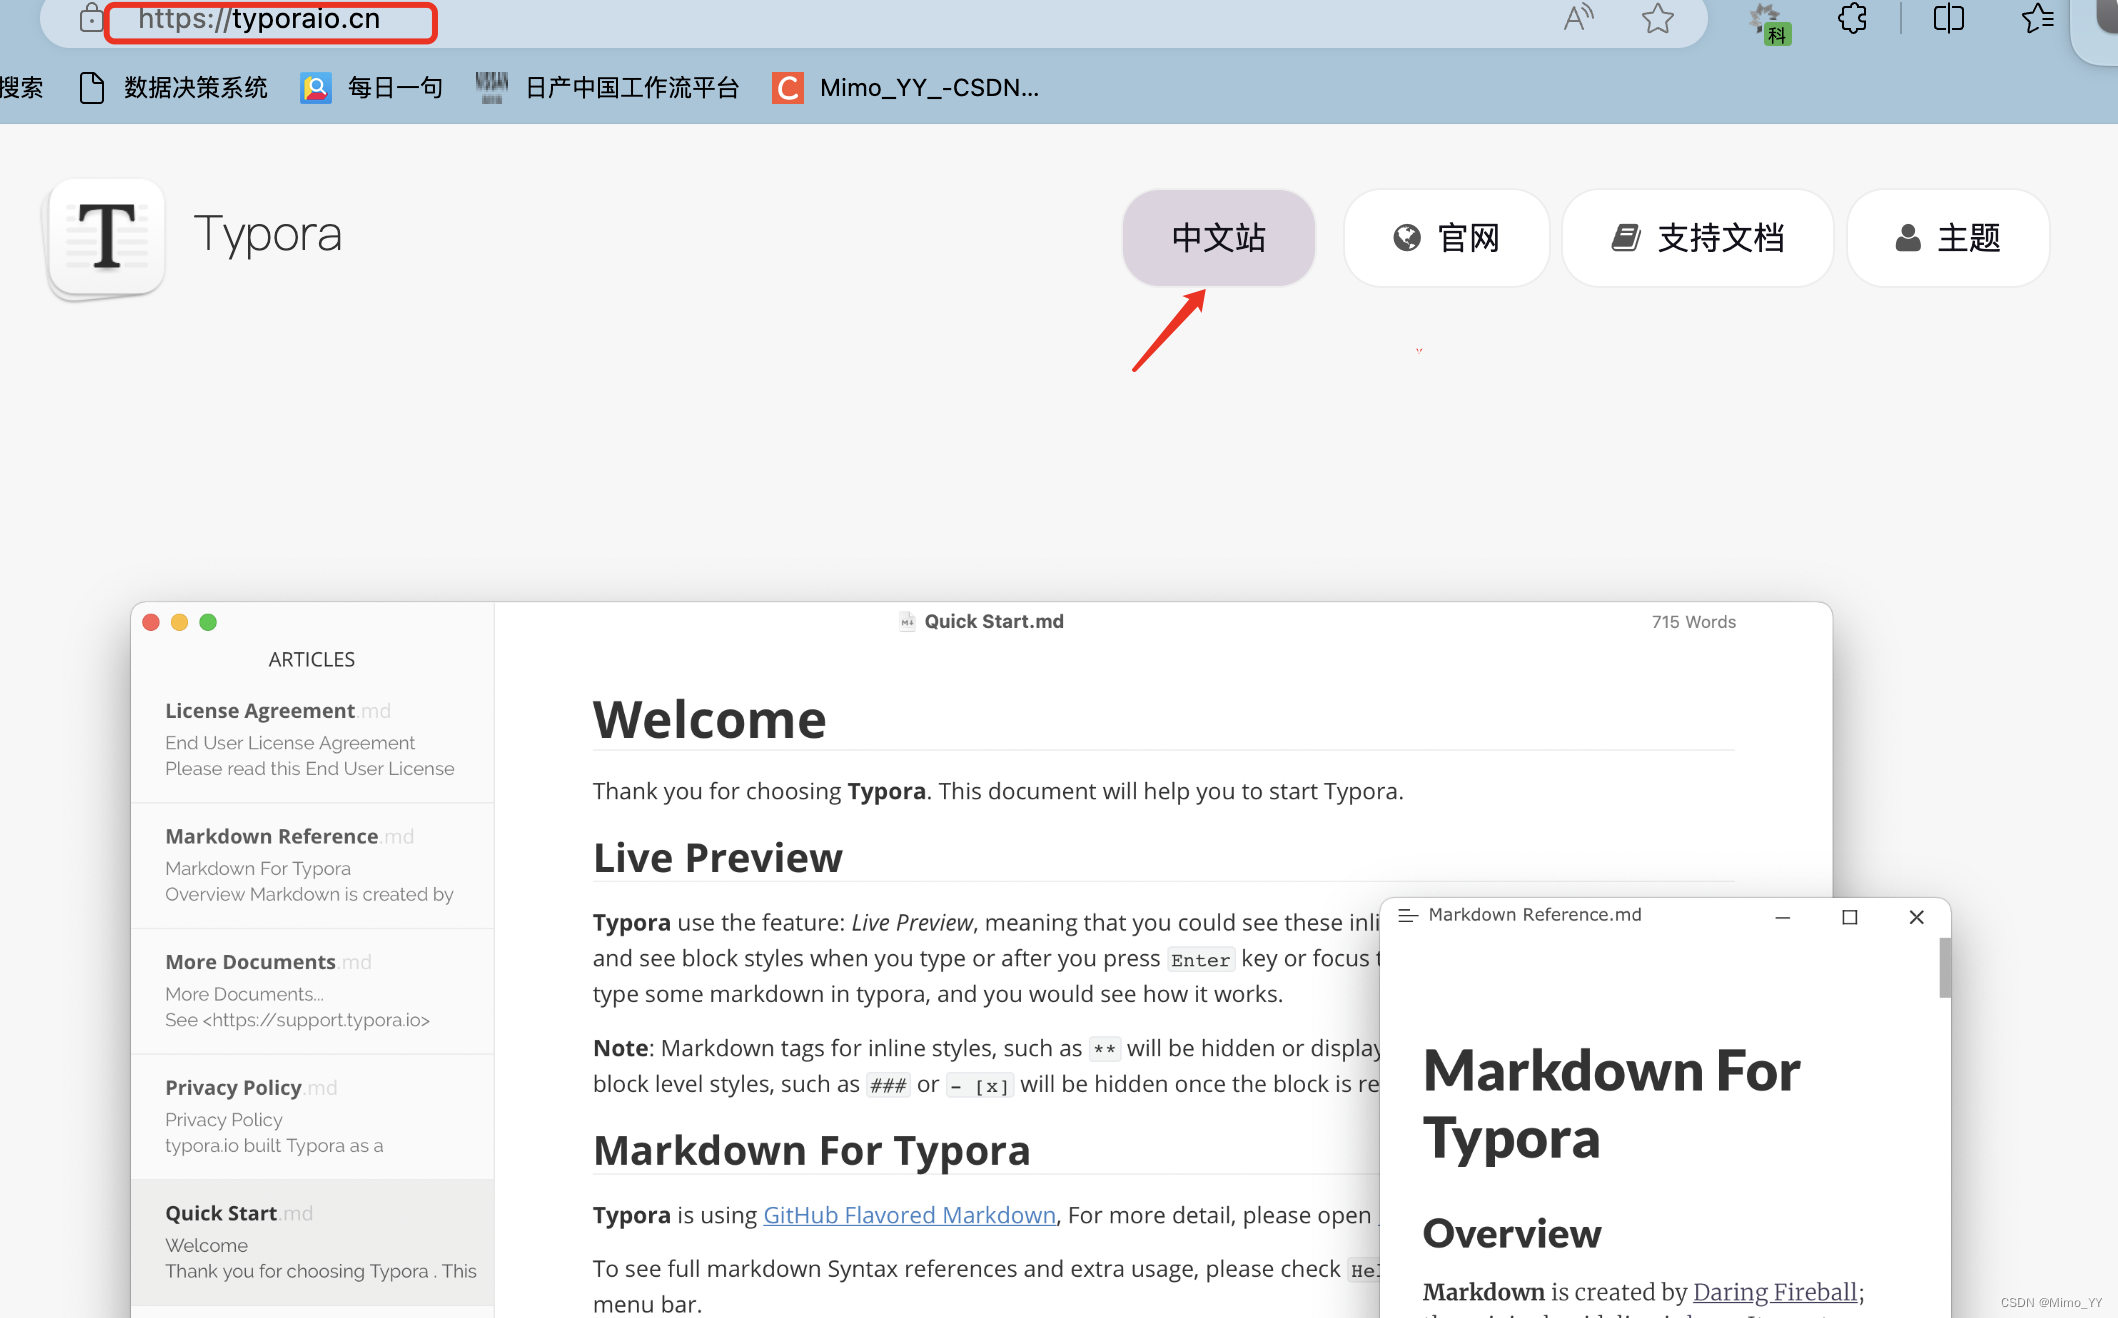 https://typoraio.cn
搜索 数据决策系统 每日一句 日产中国工作流平台 Mimo_YY_-CSDN...
科
Typora
中文站 官网 支持文档 主题
Quick Start.md
715 Words
ARTICLES
License Agreement.md
End User License Agreement
Please read this End User License
Markdown Reference.md
Markdown For Typora
Overview Markdown is created by
More Documents.md
More Documents...
See <https://support.typora.io>
Privacy Policy.md
Privacy Policy
typora.io built Typora as a
Quick Start.md
Welcome
Thank you for choosing Typora . This
Welcome
Thank you for choosing Typora. This document will help you to start Typora.
Live Preview
Typora use the feature: Live Preview, meaning that you could see these inli
and see block styles when you type or after you press Enter key or focus t
type some markdown in typora, and you would see how it works.
Note: Markdown tags for inline styles, such as ** will be hidden or display
block level styles, such as ### or - [x] will be hidden once the block is re
Markdown For Typora
Typora is using GitHub Flavored Markdown, For more detail, please open
To see full markdown Syntax references and extra usage, please check Hel
menu bar.
Markdown Reference.md
Markdown For
Typora
Overview
Markdown is created by Daring Fireball;
CSDN @Mimo_YY